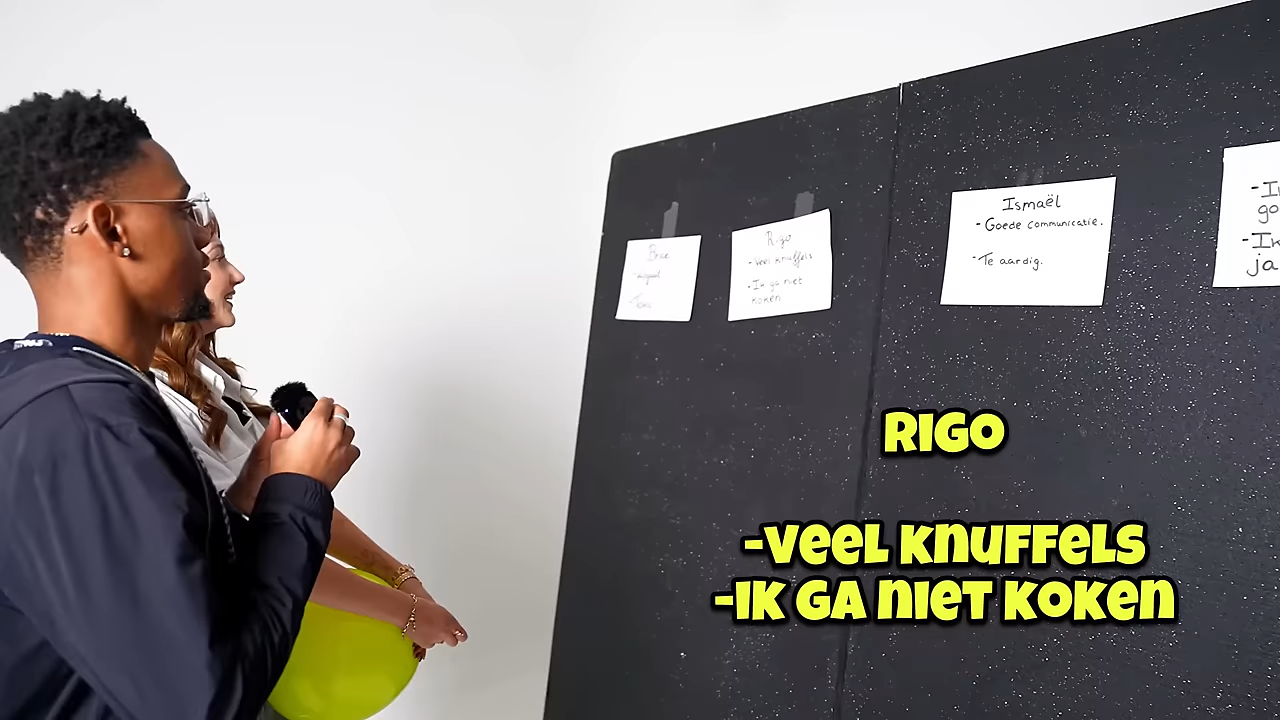 Rigo
- Veel knuffels
- Ik ga niet
koken
Ismaël
- Goede communicatie.
- Te aardig.
RIGO
-VEEL KNUFFELS
-IK GA NIET KOKEN